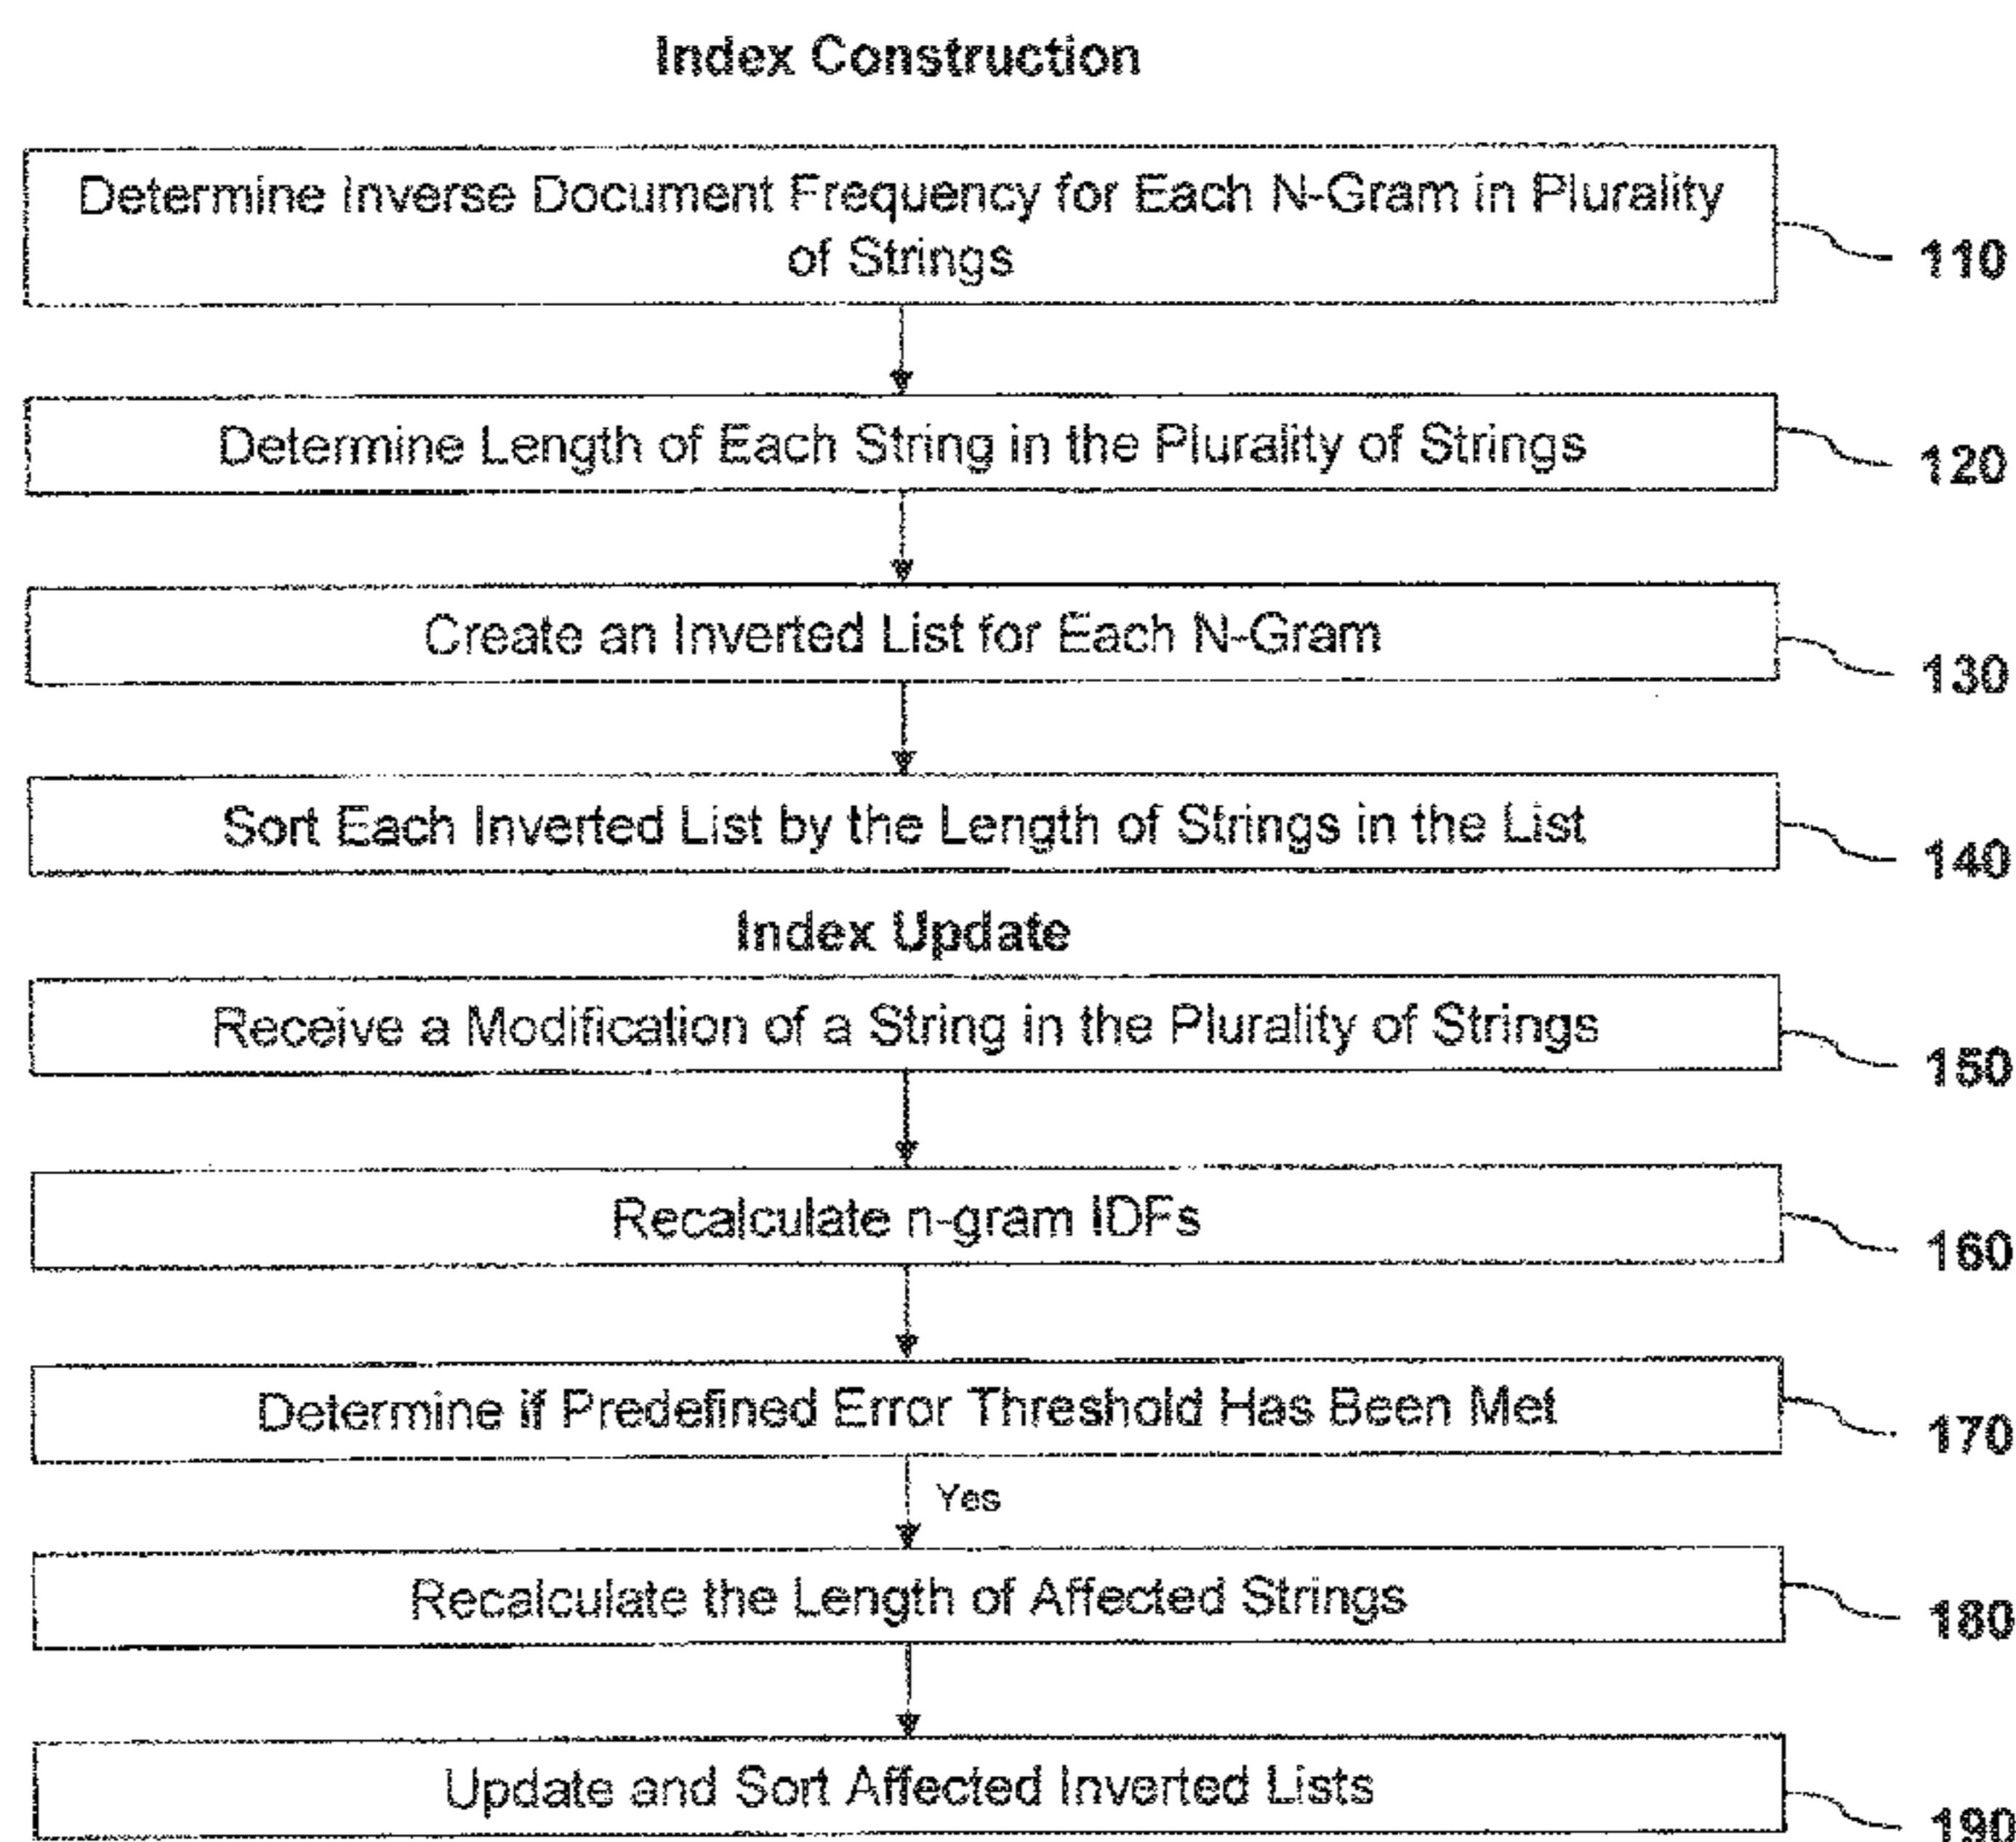 Index Construction
Determine Inverse Document Frequency for Each N-Gram in Plurality
of Strings
110
Determine Length of Each String in the Plurality of Strings
120
Create an Inverted List for Each N-Gram
130
Sort Each Inverted List by the Length of Strings in the List
140
Index Update
Receive a Modification of a String in the Plurality of Strings
150
Recalculate n-gram IDFs
160
Determine if Predefined Error Threshold Has Been Met
170
Yes
Recalculate the Length of Affected Strings
180
Update and Sort Affected Inverted Lists
190